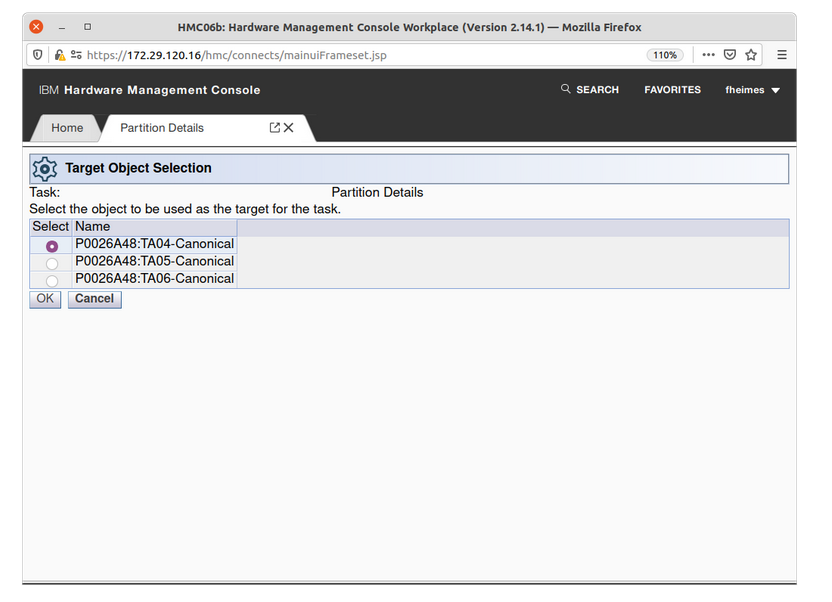 HMC06b: Hardware Management Console Workplace (Version 2.14.1) — Mozilla Firefox
https://172.29.120.16/hmc/connects/mainuiFrameset.jsp 110%
IBM Hardware Management Console SEARCH FAVORITES fheimes
Home Partition Details
Target Object Selection
Task: Partition Details
Select the object to be used as the target for the task.
Select Name
P0026A48:TA04-Canonical
P0026A48:TA05-Canonical
P0026A48:TA06-Canonical
OK Cancel